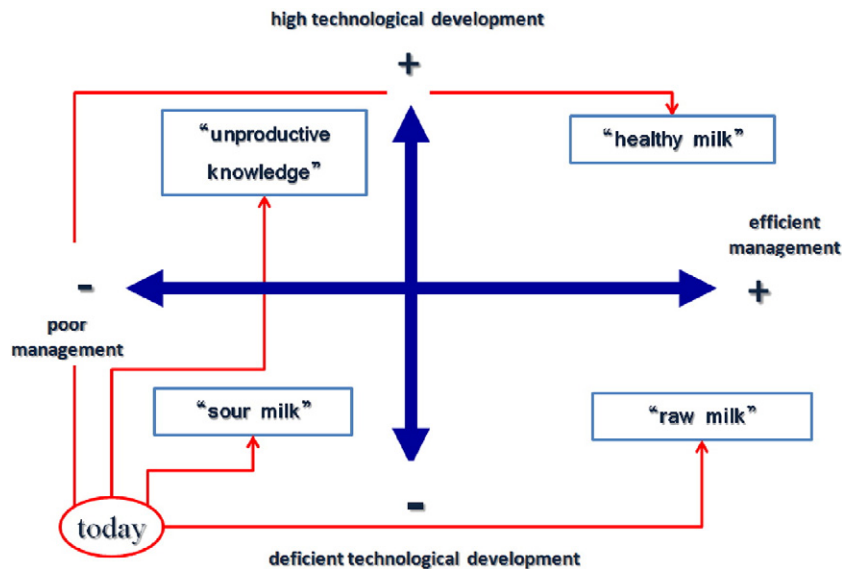 high technological development
+
“unproductive
knowledge”
“healthy milk”
efficient
management
-
+
poor
management
“sour milk”
“raw milk”
-
today
deficient technological development